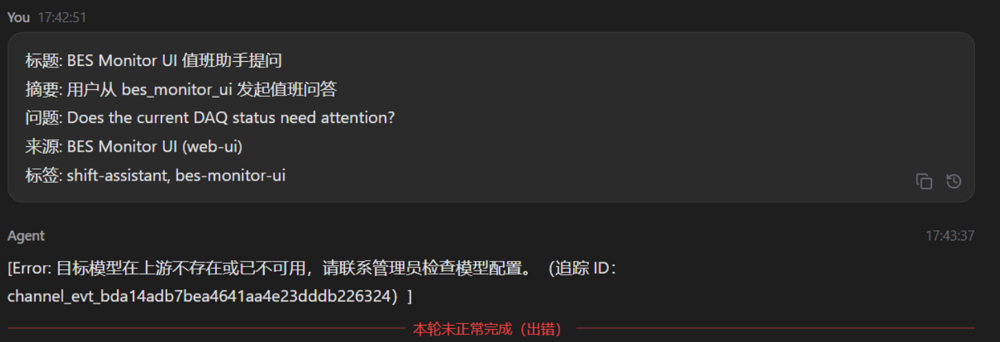 You 17:42:51
标题: BES Monitor UI 值班助手提问
摘要: 用户从 bes_monitor_ui 发起值班问答
问题: Does the current DAQ status need attention?
来源: BES Monitor UI (web-ui)
标签: shift-assistant, bes-monitor-ui
Agent 17:43:37
[Error: 目标模型在上游不存在或已不可用，请联系管理员检查模型配置。（追踪 ID：
channel_evt_bda14adb7bea4641aa4e23dddb226324）]
本轮未正常完成（出错）